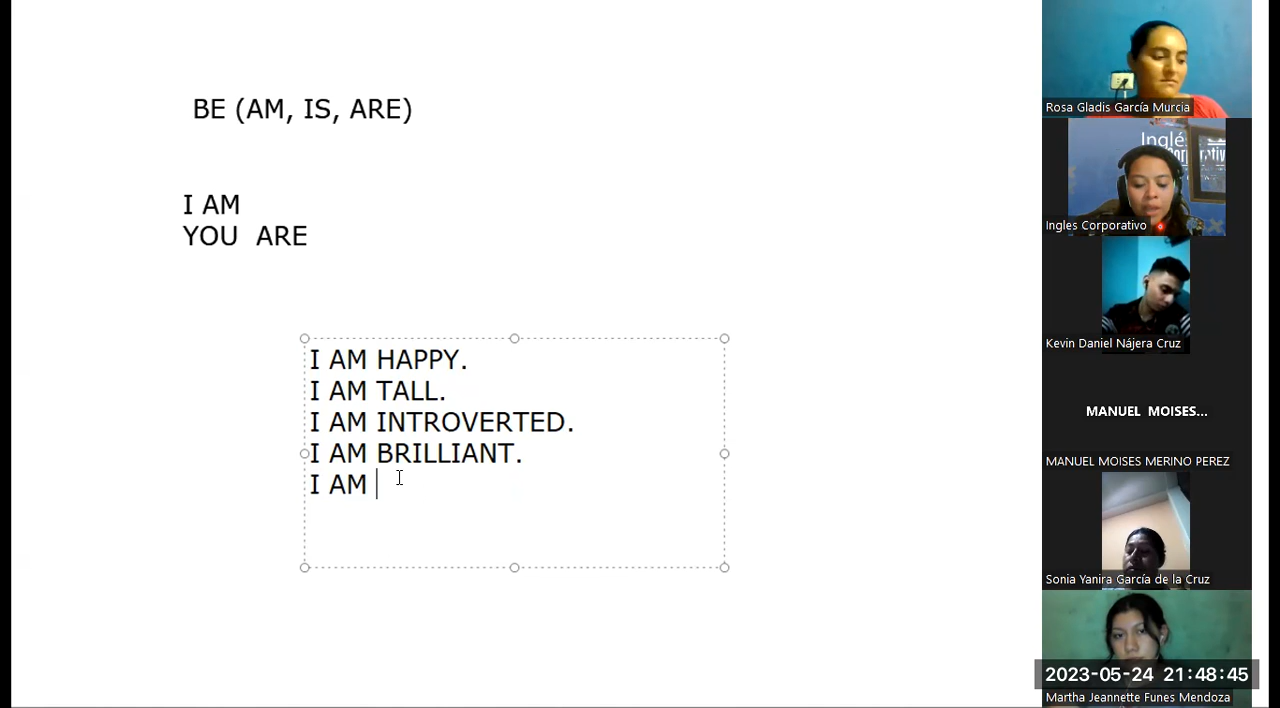 BE (AM, IS, ARE)
I AM
YOU ARE
I AM HAPPY.
I AM TALL.
I AM INTROVERTED.
I AM BRILLIANT.
I AM
Rosa Gladis García Murcia
Inglés
Ingles Corporativo
Kevin Daniel Nájera Cruz
MANUEL MOISES...
MANUEL MOISES MERINO PEREZ
Sonia Yanira García de la Cruz
2023-05-24 21:48:45
Martha Jeannette Funes Mendoza